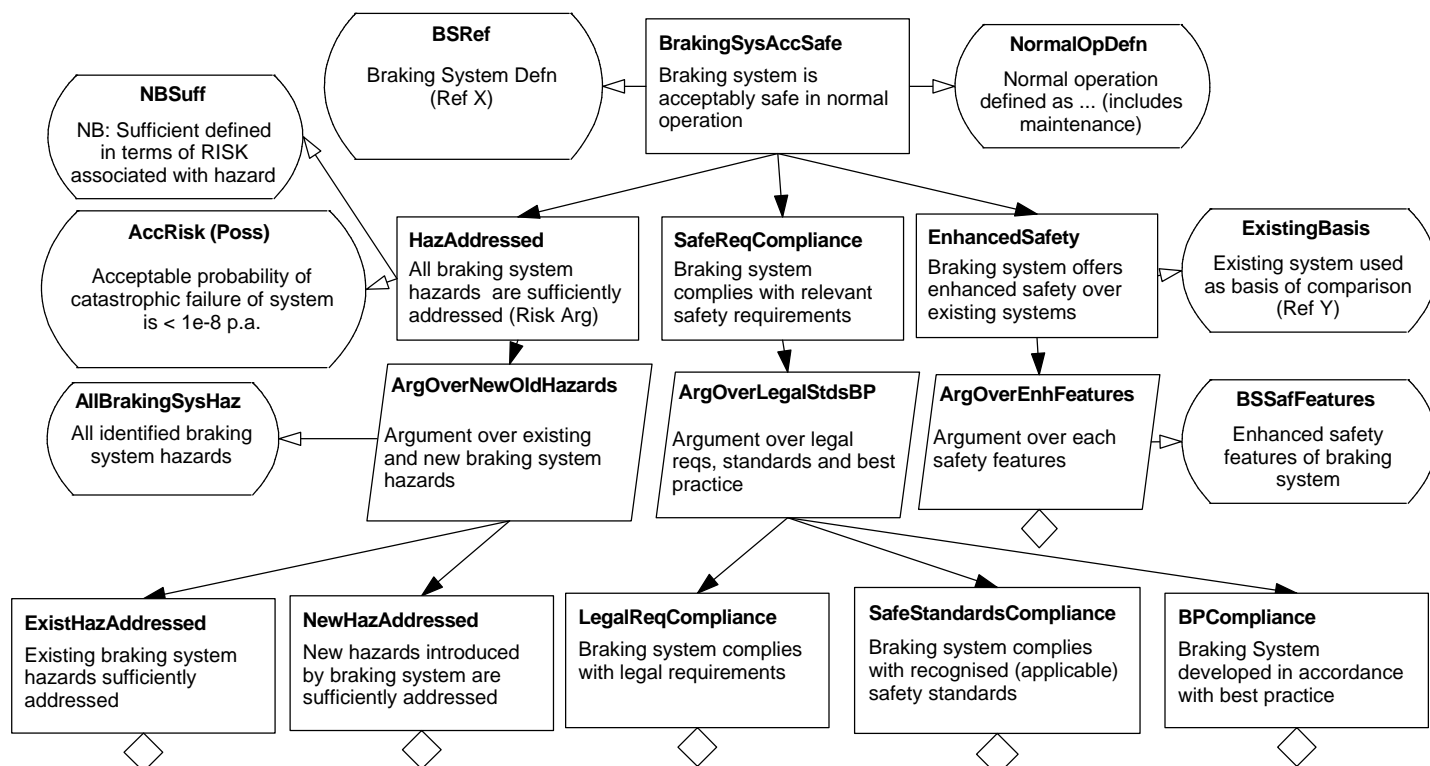 BSRef
Braking System Defn
(Ref X)
BrakingSysAccSafe
Braking system is
acceptably safe in normal
operation
NormalOpDefn
Normal operation
defined as ... (includes
maintenance)
NBSuff
NB: Sufficient defined
in terms of RISK
associated with hazard
AccRisk (Poss)
Acceptable probability of
catastrophic failure of system
is < 1e-8 p.a.
HazAddressed
All braking system
hazards are sufficiently
addressed (Risk Arg)
SafeReqCompliance
Braking system
complies with relevant
safety requirements
EnhancedSafety
Braking system offers
enhanced safety over
existing systems
ExistingBasis
Existing system used
as basis of comparison
(Ref Y)
AllBrakingSysHaz
All identified braking
system hazards
ArgOverNewOldHazards
Argument over existing
and new braking system
hazards
ArgOverLegalStdsBP
Argument over legal
reqs, standards and best
practice
ArgOverEnhFeatures
Argument over each
safety features
BSSafFeatures
Enhanced safety
features of braking
system
ExistHazAddressed
Existing braking system
hazards sufficiently
addressed
NewHazAddressed
New hazards introduced
by braking system are
sufficiently addressed
LegalReqCompliance
Braking system complies
with legal requirements
SafeStandardsCompliance
Braking system complies
with recognised (applicable)
safety standards
BPCompliance
Braking System
developed in accordance
with best practice